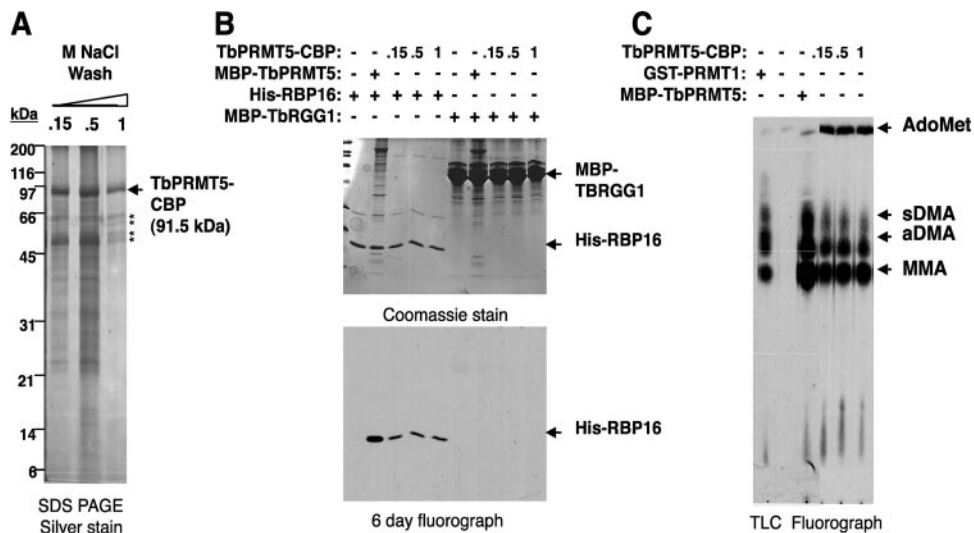 A
M NaCl
Wash
kDa
.15 .5 1
200
116
97
66
45
31
21
14
6
TbPRMT5-
CBP
(91.5 kDa)
**
**
SDS PAGE
Silver stain
B
TbPRMT5-CBP: - - .15 .5 1 - - .15 .5 1
MBP-TbPRMT5: - + - - - - + - - -
His-RBP16: + + + + + - - - - -
MBP-TbRGG1: - - - - - + + + + +
MBP-
TBRGG1
His-RBP16
Coomassie stain
His-RBP16
6 day fluorograph
C
TbPRMT5-CBP: - - - .15 .5 1
GST-PRMT1: + - - - - -
MBP-TbPRMT5: - - + - - -
AdoMet
sDMA
aDMA
MMA
TLC Fluorograph